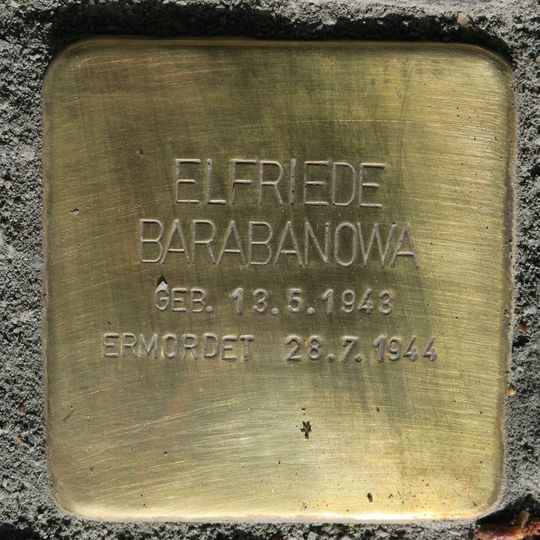 ELFRIEDE
BARABANOWA
GEB. 13.5.1943
ERMORDET 28.7.1944